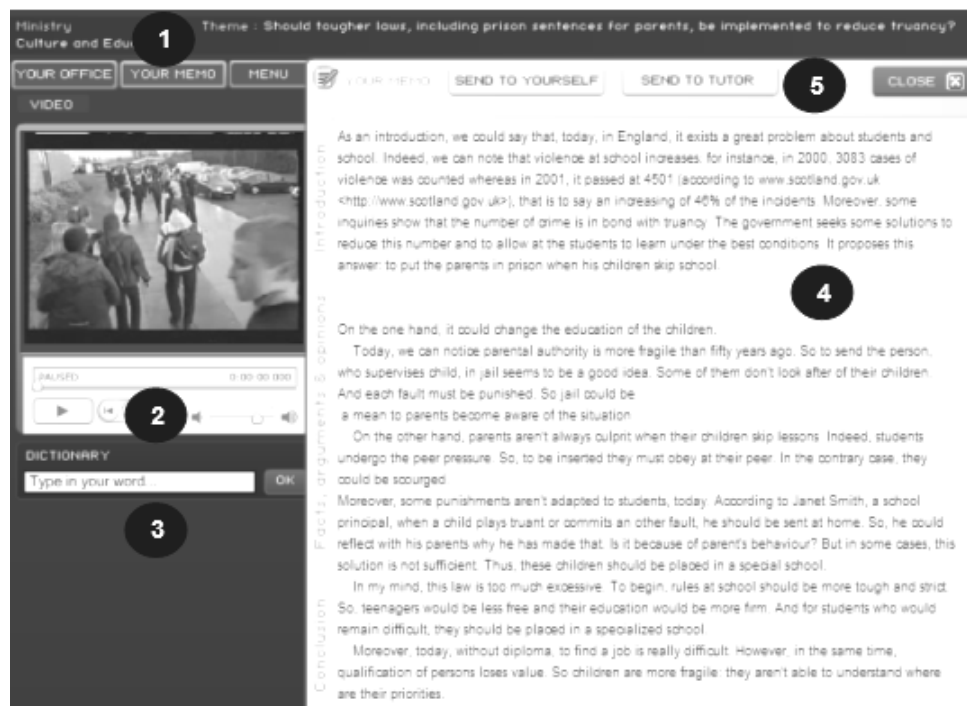 Ministry
Culture and Edu
1
Theme : Should tougher laws, including prison sentences for parents, be implemented to reduce truancy?
YOUR OFFICE
YOUR MEMO
MENU
YOUR MEMO
SEND TO YOURSELF
SEND TO TUTOR
5
CLOSE
VIDEO
PAUSED
0:00:00.000
2
DICTIONARY
Type in your word...
OK
3
Introduction
As an introduction, we could say that, today, in England, it exists a great problem about students and
school. Indeed, we can note that violence at school increases: for instance, in 2000, 3083 cases of
violence was counted whereas in 2001, it passed at 4501 (according to www.scotland.gov.uk
<http://www.scotland.gov.uk>), that is to say an increasing of 46% of the incidents. Moreover, some
inquiries show that the number of crime is in bond with truancy. The government seeks some solutions to
reduce this number and to allow at the students to learn under the best conditions. It proposes this
answer: to put the parents in prison when his children skip school.
4
Facts, arguments & opinions
On the one hand, it could change the education of the children.
Today, we can notice parental authority is more fragile than fifty years ago. So to send the person,
who supervises child, in jail seems to be a good idea. Some of them don't look after of their children.
And each fault must be punished. So jail could be
a mean to parents become aware of the situation
On the other hand, parents aren't always culprit when their children skip lessons. Indeed, students
undergo the peer pressure. So, to be inserted they must obey at their peer. In the contrary case, they
could be scourged.
Moreover, some punishments aren't adapted to students, today. According to Janet Smith, a school
principal, when a child plays truant or commits an other fault, he should be sent at home. So, he could
reflect with his parents why he has made that. Is it because of parent's behaviour? But in some cases, this
solution is not sufficient. Thus, these children should be placed in a special school.
Conclusion
In my mind, this law is too much excessive. To begin, rules at school should be more tough and strict.
So, teenagers would be less free and their education would be more firm. And for students who would
remain difficult, they should be placed in a specialized school.
Moreover, today, without diploma, to find a job is really difficult. However, in the same time,
qualification of persons loses value. So children are more fragile: they aren't able to understand where
are their priorities.